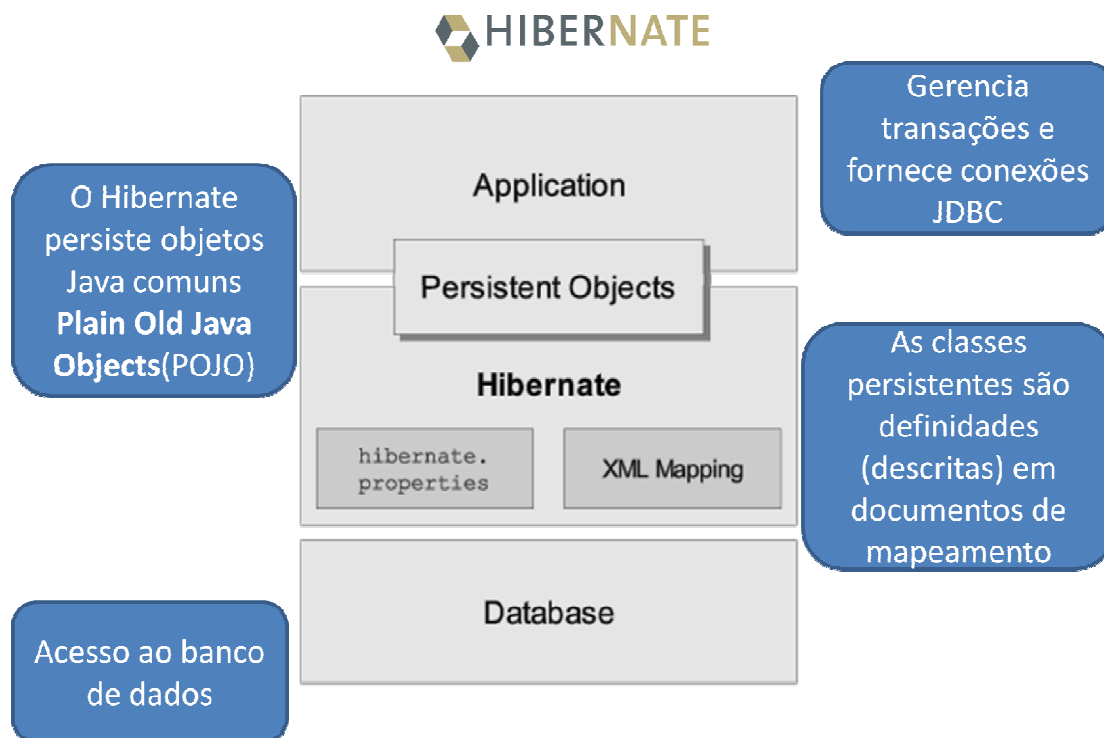 HIBERNATE
Gerencia
transações e
fornece conexões
JDBC
O Hibernate
persiste objetos
Java comuns
Plain Old Java
Objects(POJO)
Application
Persistent Objects
Hibernate
hibernate.
properties
XML Mapping
As classes
persistentes são
definidades
(descritas) em
documentos de
mapeamento
Database
Acesso ao banco
de dados